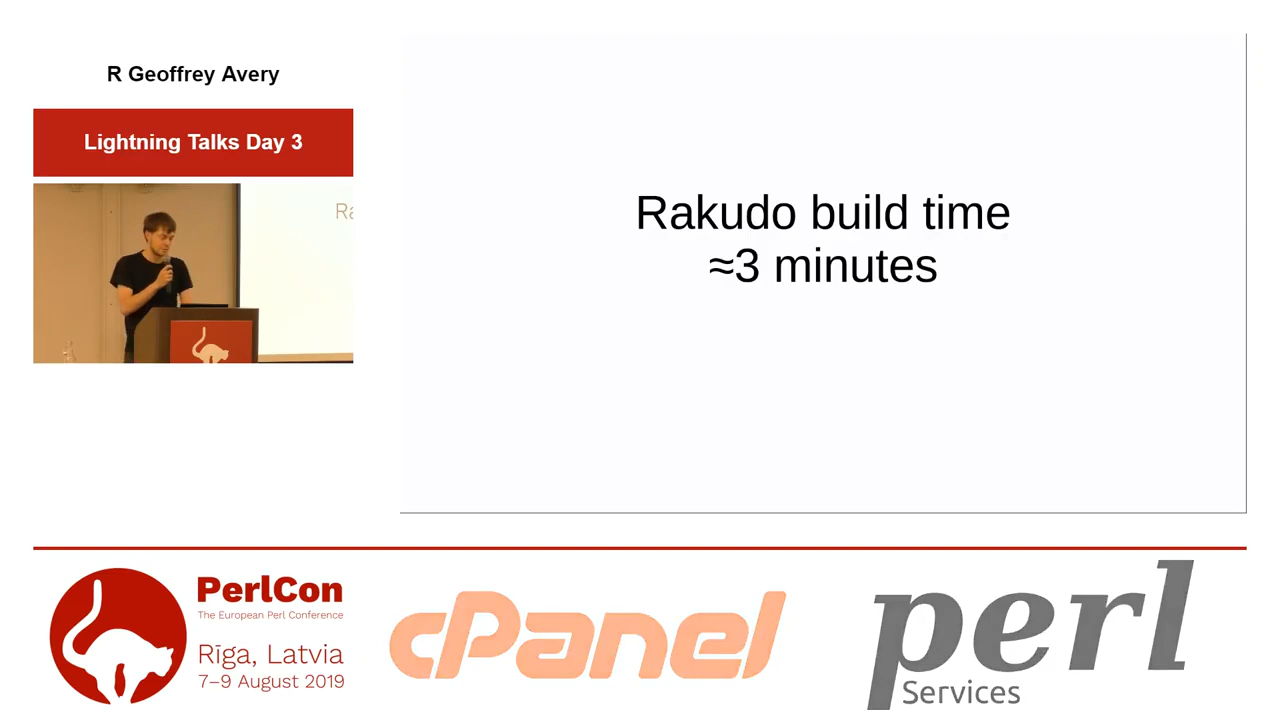 R Geoffrey Avery
Lightning Talks Day 3
Ra
Rakudo build time
≈3 minutes
PerlCon
The European Perl Conference
Rīga, Latvia
7–9 August 2019
cPanel
perl
Services